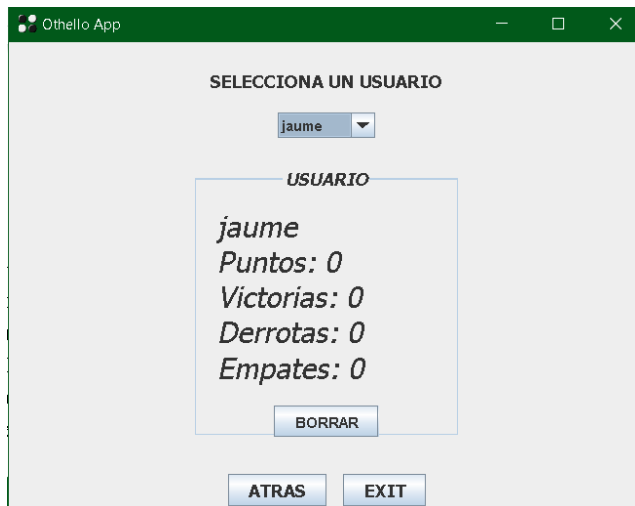 Othello App
SELECCIONA UN USUARIO
jaume
USUARIO
jaume
Puntos: 0
Victorias: 0
Derrotas: 0
Empates: 0
BORRAR
ATRAS EXIT